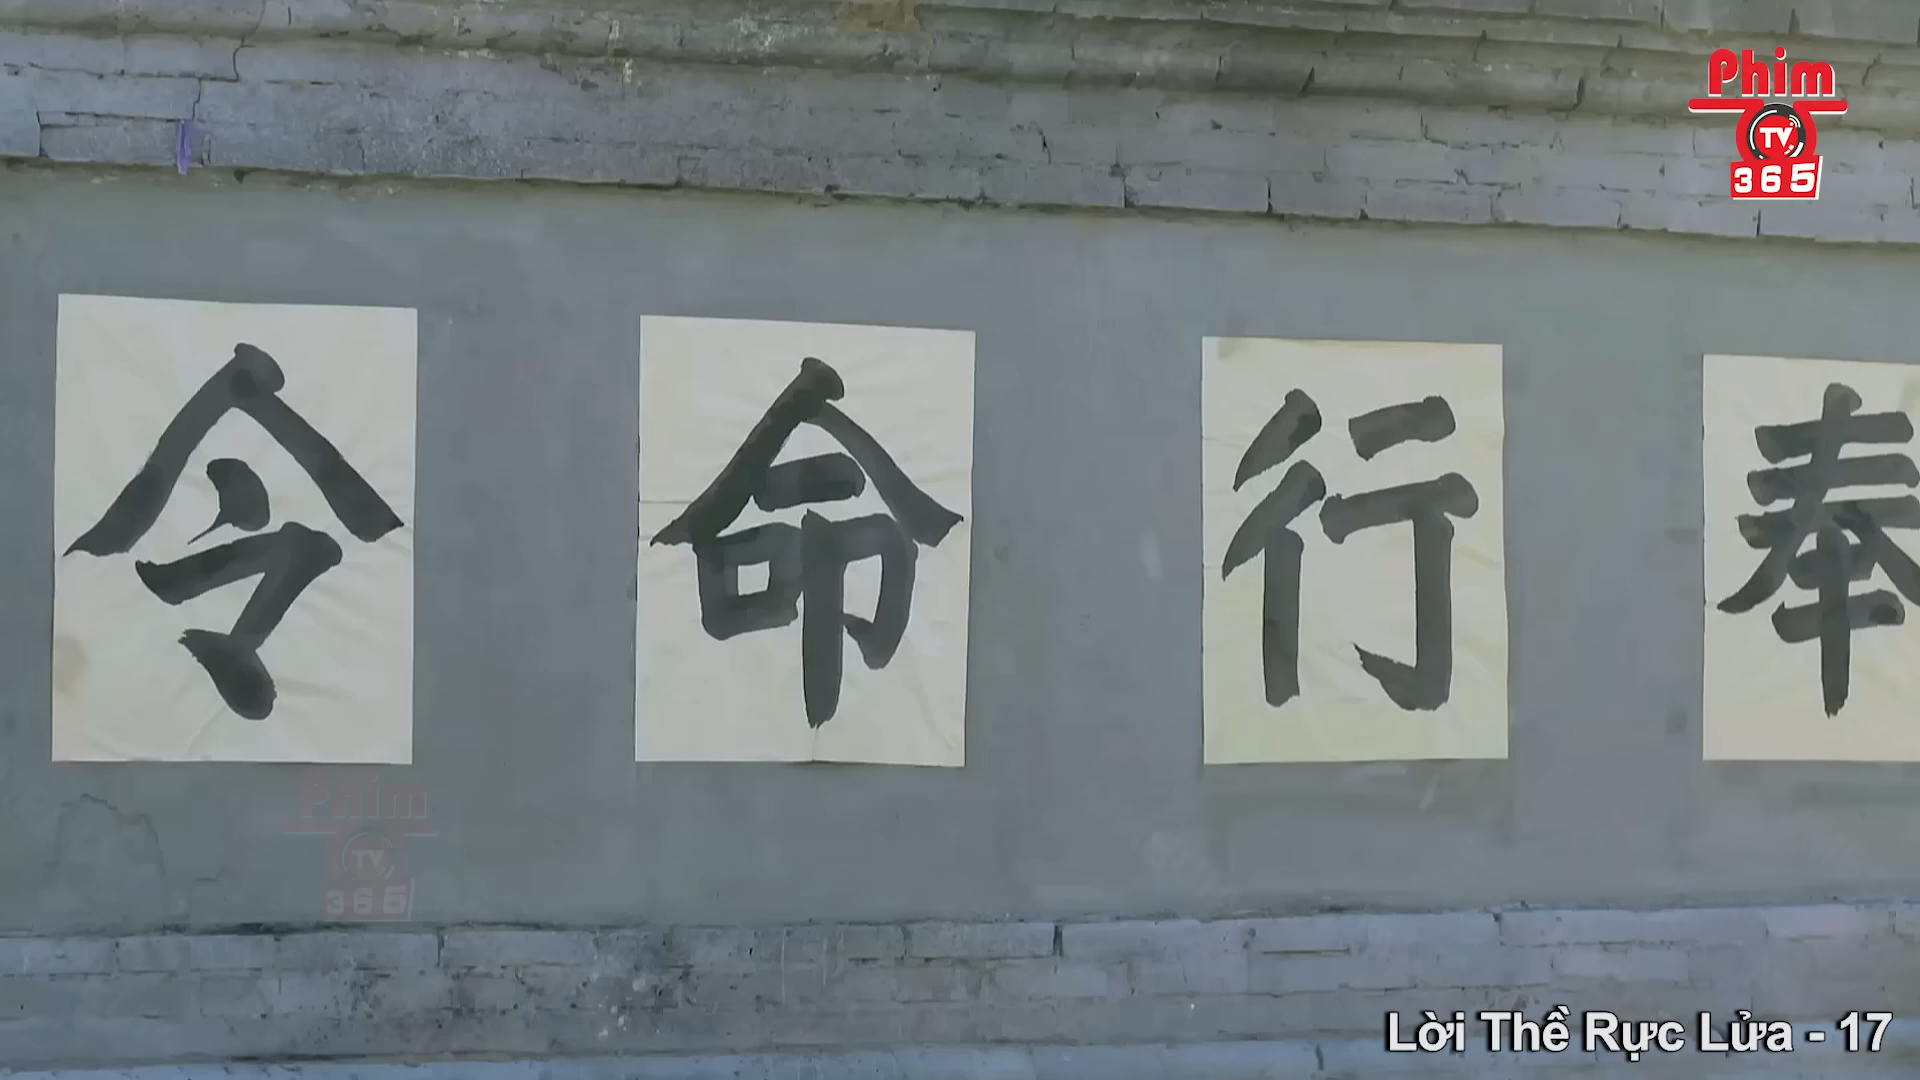 Phim
TV
365
令 命 行 奉
Phim
TV
365
Lời Thề Rực Lửa - 17